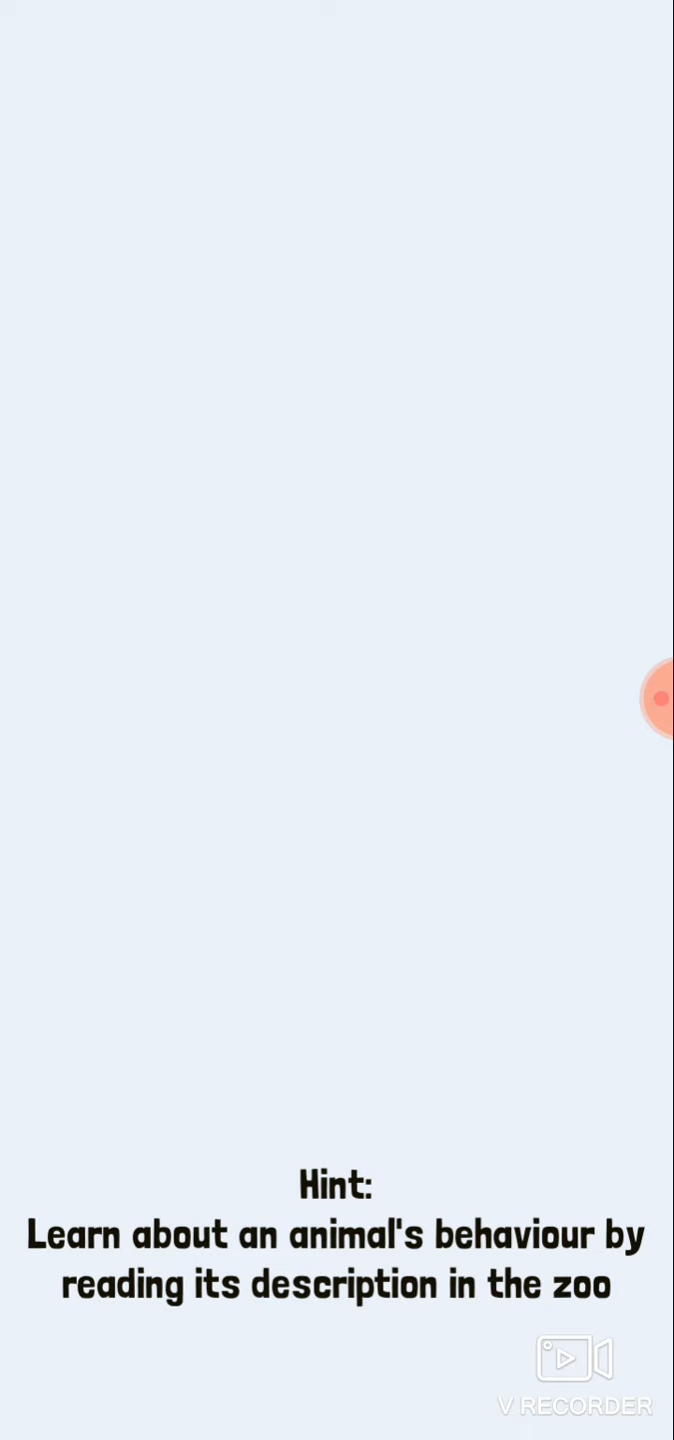 Hint:
Learn about an animal's behaviour by
reading its description in the zoo
V RECORDER